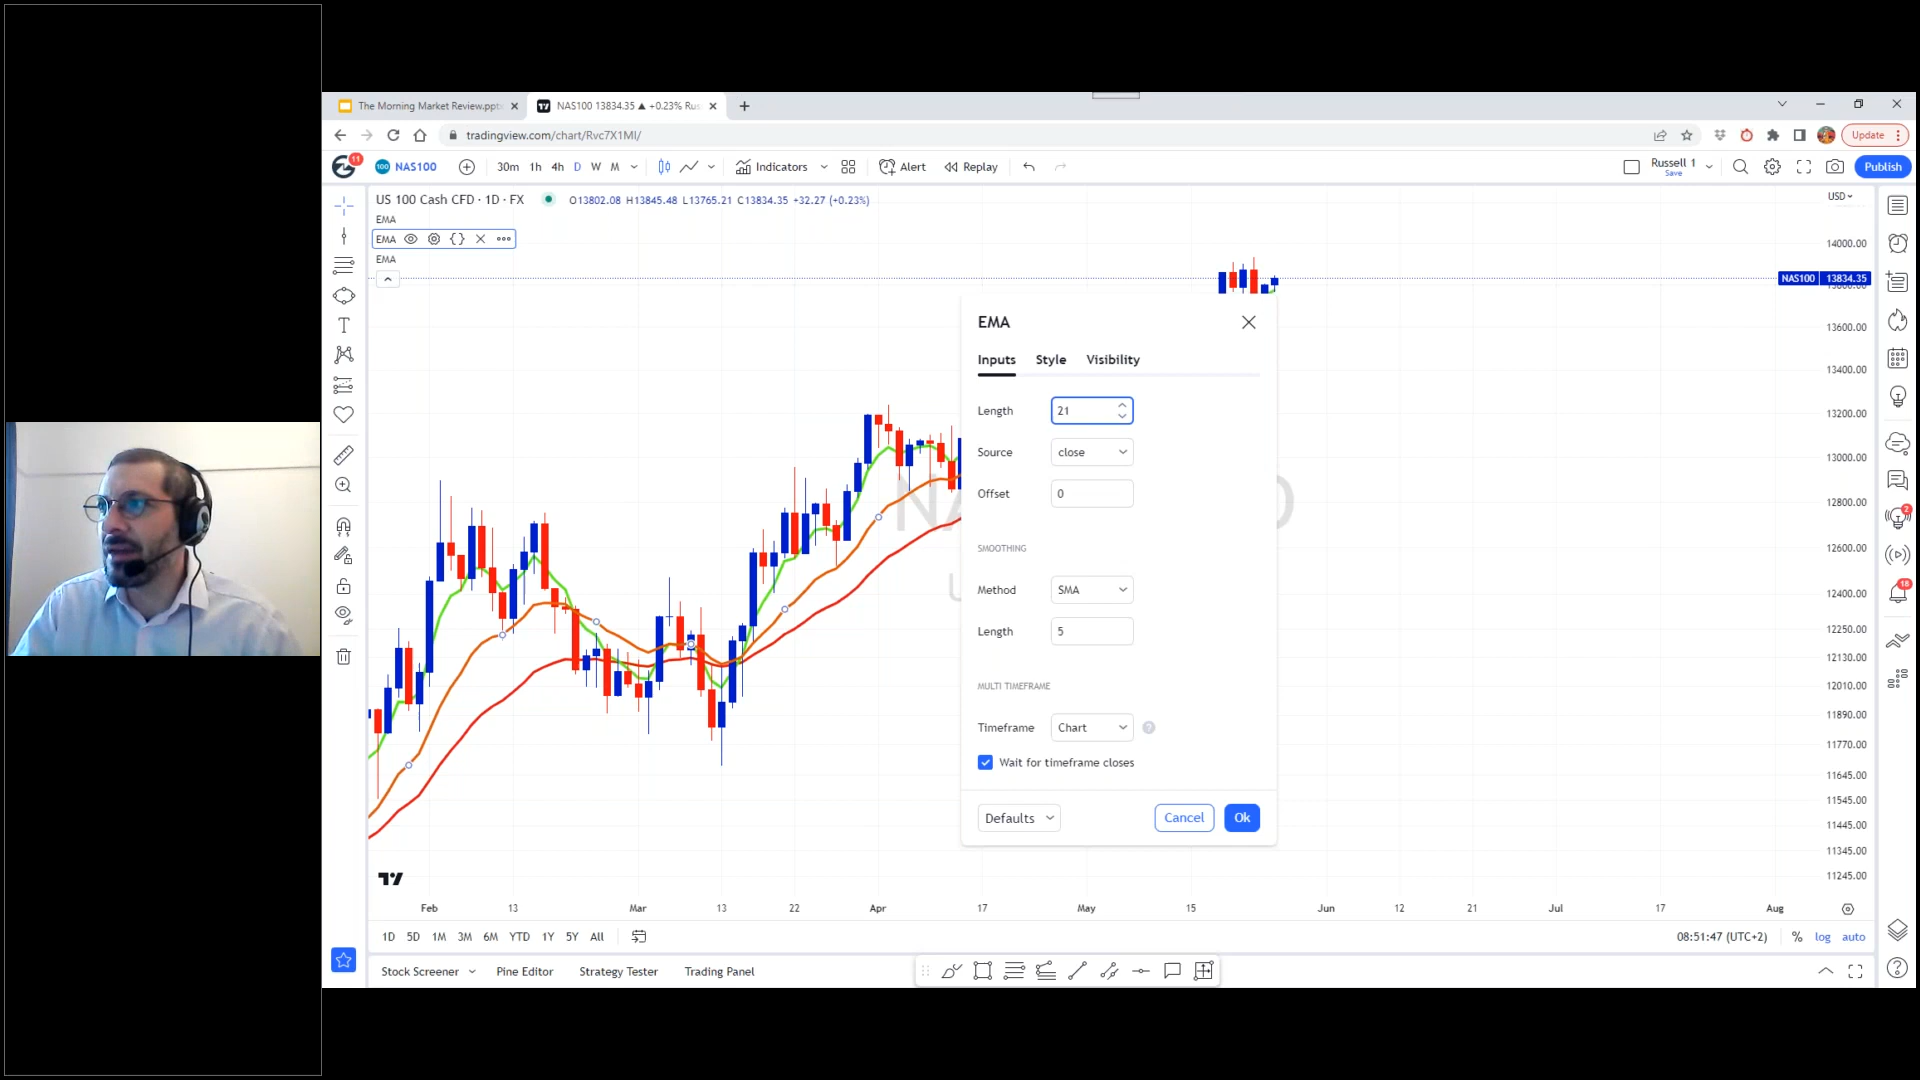 The Morning Market Review.ppt
NAS100 13834.35 ▲ +0.23% Rus
tradingview.com/chart/Rvc7X1MI/
Update
11
100 NAS100
30m 1h 4h D W M
Indicators
Alert
Replay
Russell 1
Save
Publish
US 100 Cash CFD · 1D · FX
O13802.08 H13845.48 L13765.21 C13834.35 +32.27 (+0.23%)
USD
EMA
EMA
EMA
14000.00
NAS100 13834.35
13600.00
13400.00
13200.00
13000.00
12800.00
12600.00
12400.00
12250.00
12130.00
12010.00
11890.00
11770.00
11645.00
11545.00
11445.00
11345.00
11245.00
2
18
EMA
Inputs Style Visibility
Length 21
Source close
Offset 0
SMOOTHING
Method SMA
Length 5
MULTI TIMEFRAME
Timeframe Chart
Wait for timeframe closes
Defaults Cancel Ok
Feb 13 Mar 13 22 Apr 17 May 15 Jun 12 21 Jul 17 Aug
1D 5D 1M 3M 6M YTD 1Y 5Y All
08:51:47 (UTC+2) % log auto
Stock Screener Pine Editor Strategy Tester Trading Panel